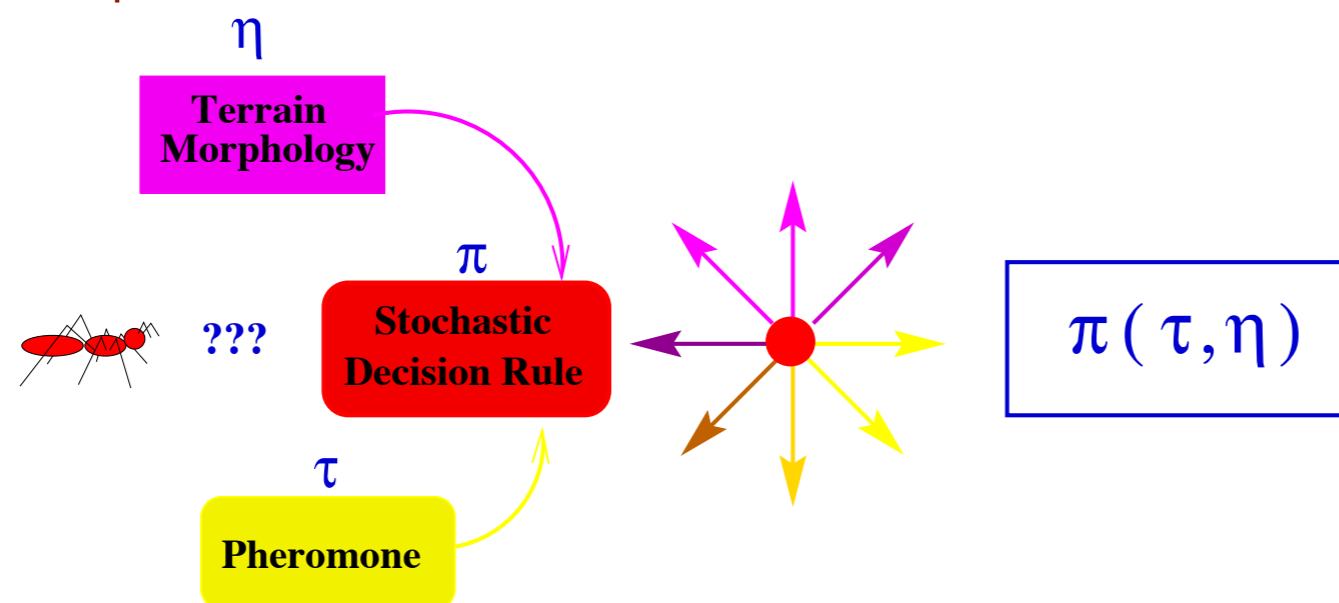 η
Terrain
Morphology
π
???
Stochastic
Decision Rule
π ( τ , η )
τ
Pheromone